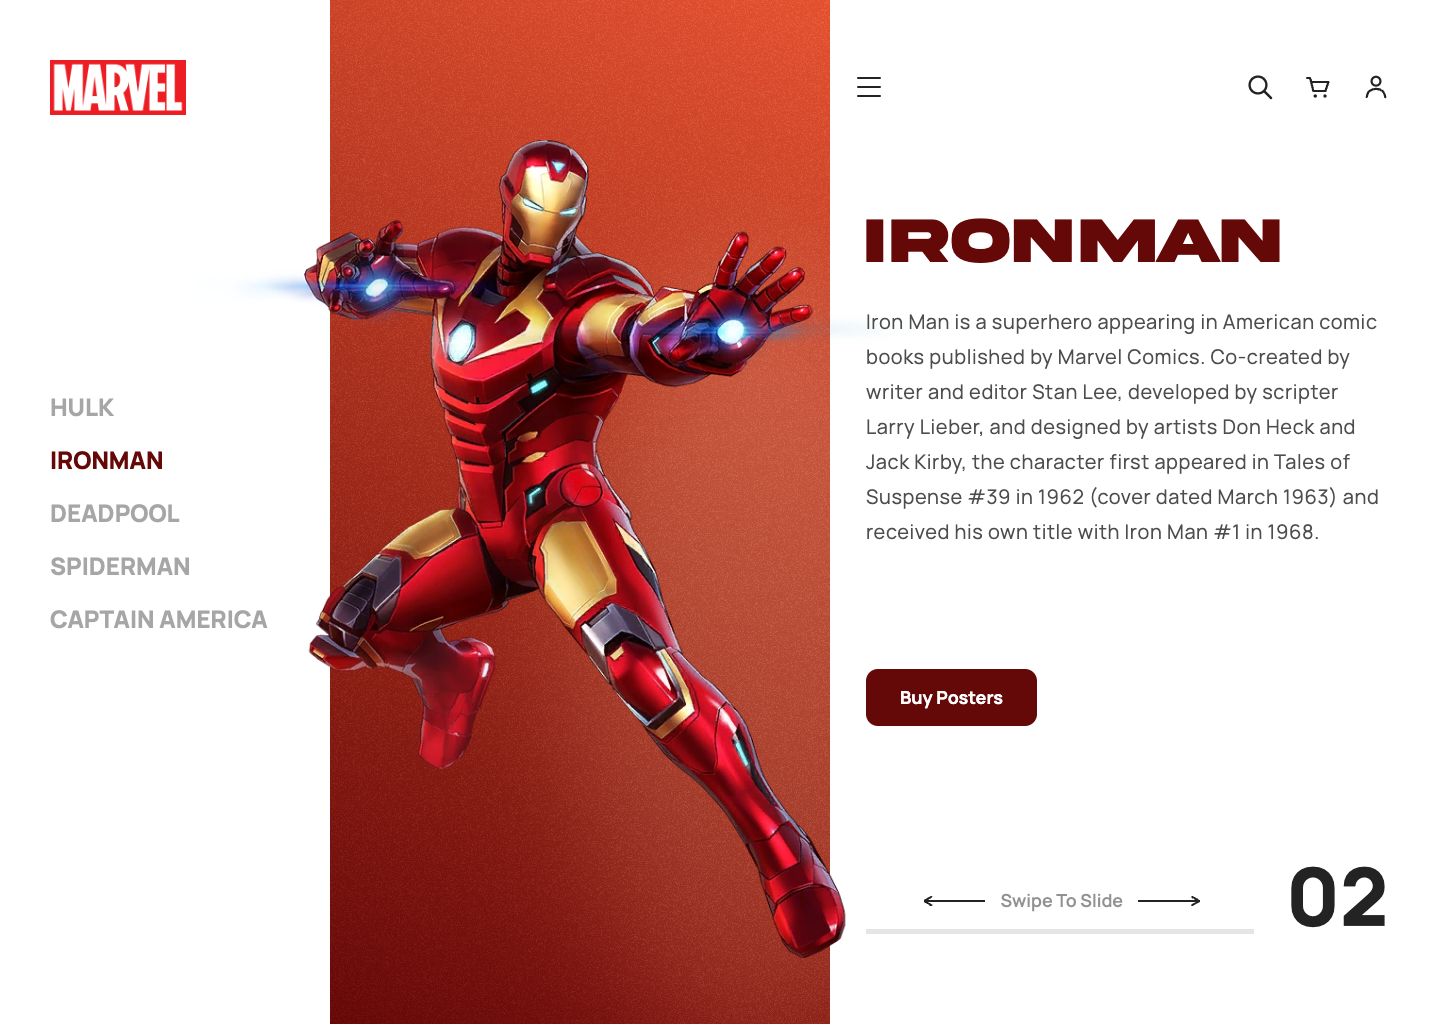 MARVEL
HULK
IRONMAN
DEADPOOL
SPIDERMAN
CAPTAIN AMERICA
IRONMAN
Iron Man is a superhero appearing in American comic
books published by Marvel Comics. Co-created by
writer and editor Stan Lee, developed by scripter
Larry Lieber, and designed by artists Don Heck and
Jack Kirby, the character first appeared in Tales of
Suspense #39 in 1962 (cover dated March 1963) and
received his own title with Iron Man #1 in 1968.
Buy Posters
Swipe To Slide
02